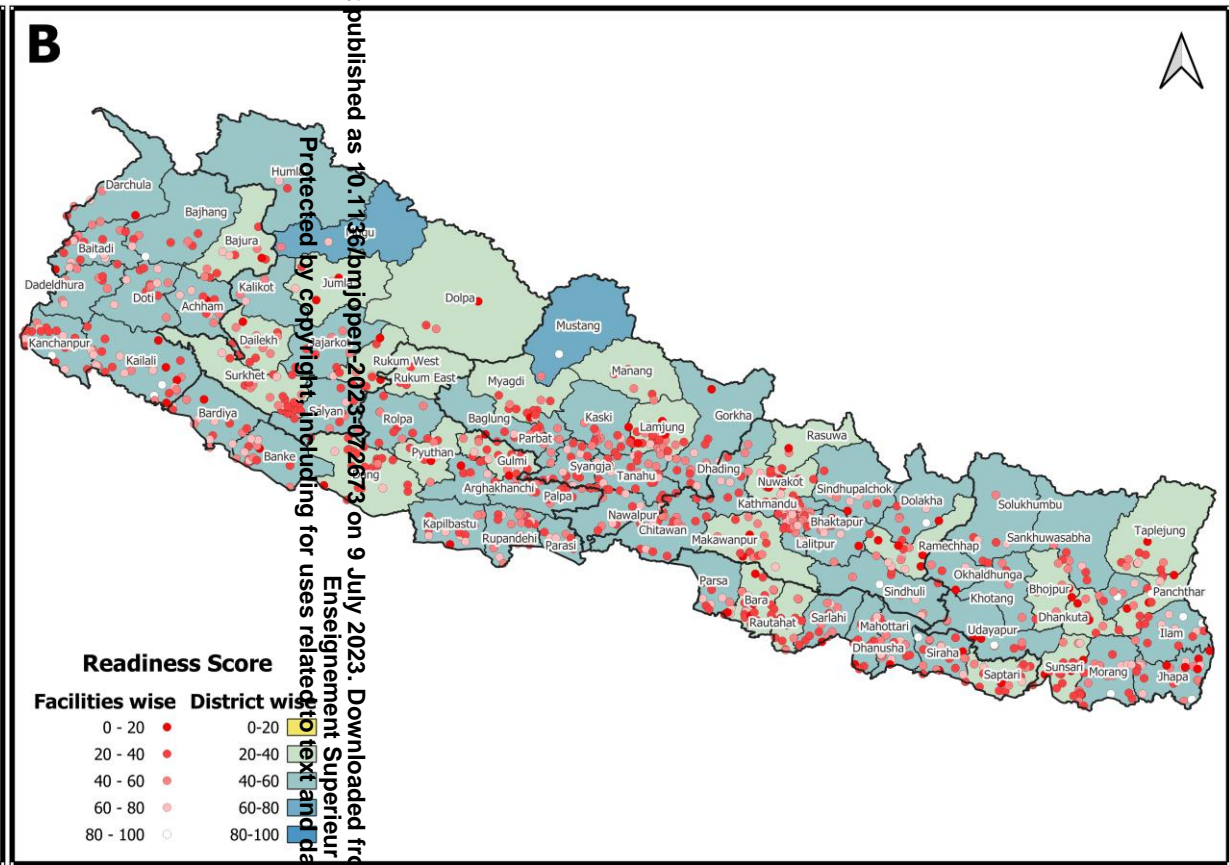 B
published as 10.1136/bmjopen-2023-072673 on 9 July 2023. Downloaded fro
Enseignement Superieur
Protected by copyright, including for uses related to text and da
Darchula
Humla
Bajhang
Bajura
Mugu
Baitadi
Dadeldhura
Doti
Achham
Kalikot
Jumla
Dolpa
Mustang
Kanchanpur
Kailali
Dailekh
Jajarkot
Rukum West
Rukum East
Surkhet
Bardiya
Salyan
Rolpa
Banke
Dang
Pyuthan
Myagdi
Manang
Baglung
Parbat
Kaski
Lamjung
Gorkha
Gulmi
Syangja
Tanahu
Dhading
Arghakhanchi
Palpa
Kapilbastu
Rupandehi
Parasi
Nawalpur
Chitawan
Rasuwa
Nuwakot
Sindhupalchok
Kathmandu
Bhaktapur
Lalitpur
Makawanpur
Dolakha
Ramechhap
Solukhumbu
Sankhuwasabha
Taplejung
Okhaldhunga
Khotang
Bhojpur
Panchthar
Dhankuta
Ilam
Parsa
Bara
Rautahat
Sarlahi
Sindhuli
Mahottari
Dhanusha
Udayapur
Siraha
Saptari
Sunsari
Morang
Jhapa
Readiness Score
Facilities wise District wise
0 - 20 0-20
20 - 40 20-40
40 - 60 40-60
60 - 80 60-80
80 - 100 80-100